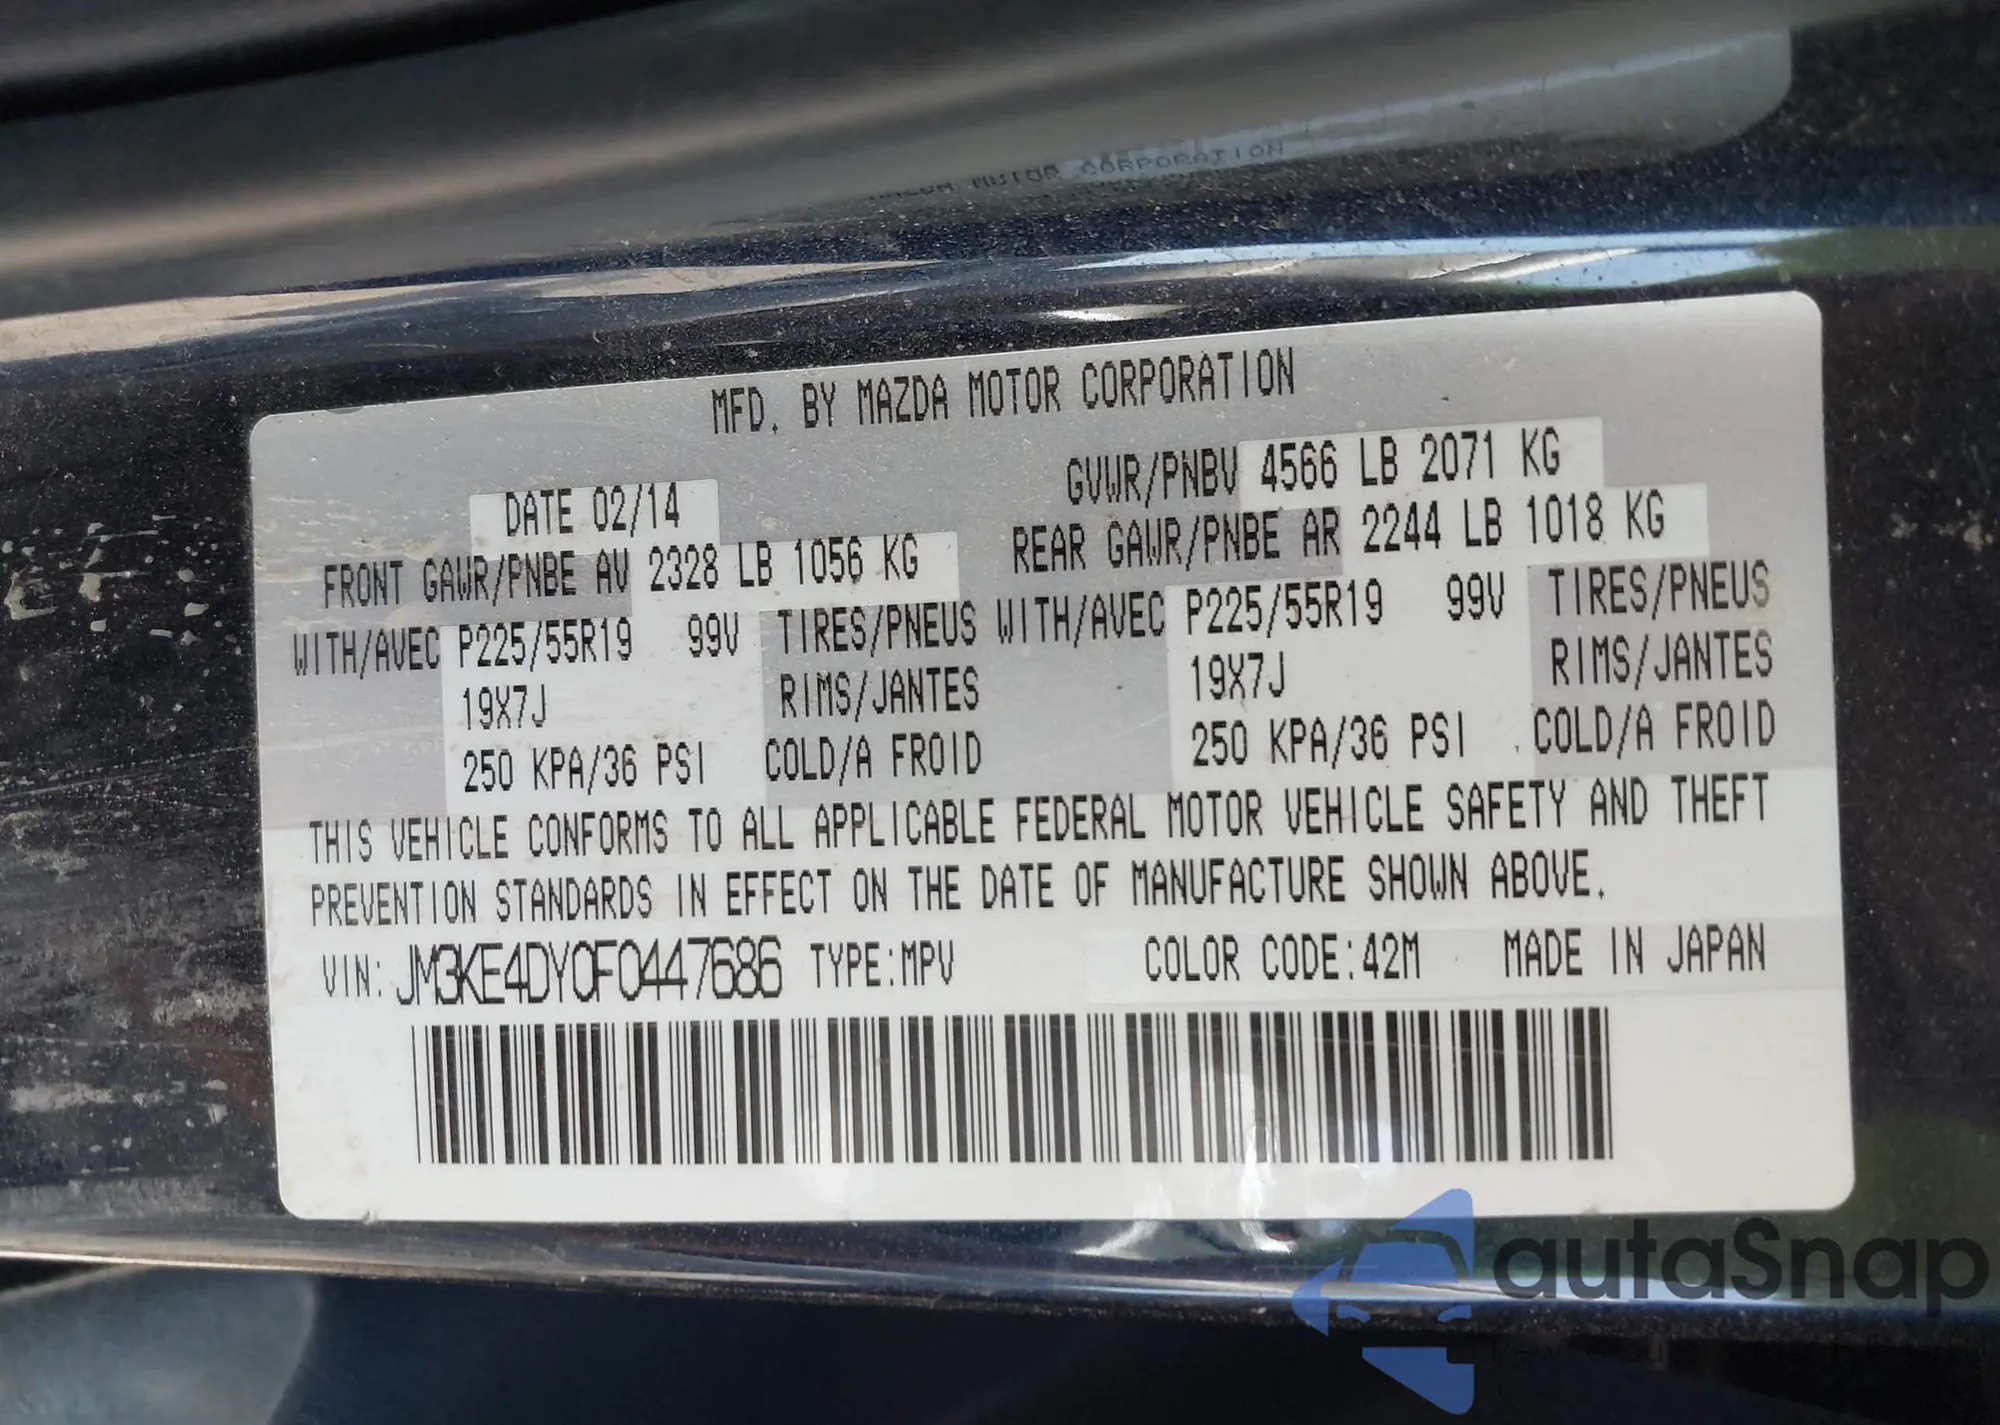 MOTOR CORPORATION
MFD. BY MAZDA MOTOR CORPORATION
DATE 02/14 GVWR/PNBV 4566 LB 2071 KG
FRONT GAWR/PNBE AV 2328 LB 1056 KG REAR GAWR/PNBE AR 2244 LB 1018 KG
WITH/AVEC P225/55R19 99V TIRES/PNEUS WITH/AVEC P225/55R19 99V TIRES/PNEUS
19X7J RIMS/JANTES 19X7J RIMS/JANTES
250 KPA/36 PSI COLD/A FROID 250 KPA/36 PSI COLD/A FROID
THIS VEHICLE CONFORMS TO ALL APPLICABLE FEDERAL MOTOR VEHICLE SAFETY AND THEFT
PREVENTION STANDARDS IN EFFECT ON THE DATE OF MANUFACTURE SHOWN ABOVE.
VIN: JM3KE4DY0F0447686 TYPE:MPV COLOR CODE:42M MADE IN JAPAN
autaSnap